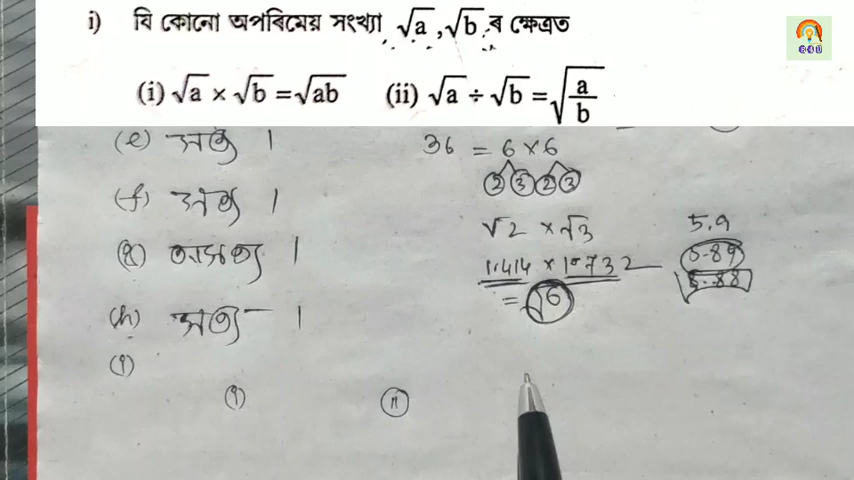 i) যি কোনো অপৰিমেয় সংখ্যা √a , √b ৰ ক্ষেত্ৰত
(i) √a × √b = √ab (ii) √a ÷ √b = √(a/b)
(e) সত্য ।
36 = 6 × 6
2 3 2 3
(f) সত্য ।
√2 × √3
5.9
(g) অসত্য ।
1.414 × 1.732
5.89
5.88
= √6
(h) সত্য ।
(i)
(i) (ii)